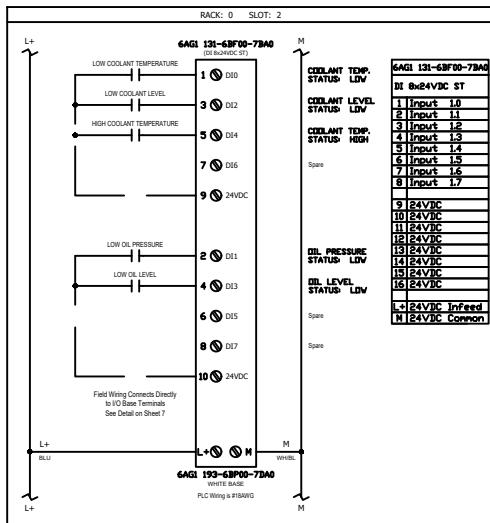 RACK: 0 SLOT: 2
L+
M
6AG1 131-6BF00-7BA0
(DI 8x24VDC ST)
LOW COOLANT TEMPERATURE
1 DI0
COOLANT TEMP.
STATUS: LOW
LOW COOLANT LEVEL
3 DI2
COOLANT LEVEL
STATUS: LOW
HIGH COOLANT TEMPERATURE
5 DI4
COOLANT TEMP.
STATUS: HIGH
7 DI6
Spare
9 24VDC
LOW OIL PRESSURE
2 DI1
OIL PRESSURE
STATUS: LOW
LOW OIL LEVEL
4 DI3
OIL LEVEL
STATUS: LOW
6 DI5
Spare
8 DI7
Spare
10 24VDC
Field Wiring Connects Directly
to I/O Base Terminals
See Detail on Sheet 7
L+
BLU
L+ M
M
WH/BL
6AG1 193-6BP00-7DA0
WHITE BASE
PLC Wiring is #18AWG
L+
M
6AG1 131-6BF00-7BA0
DI 8x24VDC ST
1 Input 1.0
2 Input 1.1
3 Input 1.2
4 Input 1.3
5 Input 1.4
6 Input 1.5
7 Input 1.6
8 Input 1.7
9 24VDC
10 24VDC
11 24VDC
12 24VDC
13 24VDC
14 24VDC
15 24VDC
16 24VDC
L+ 24VDC Infeed
M 24VDC Common